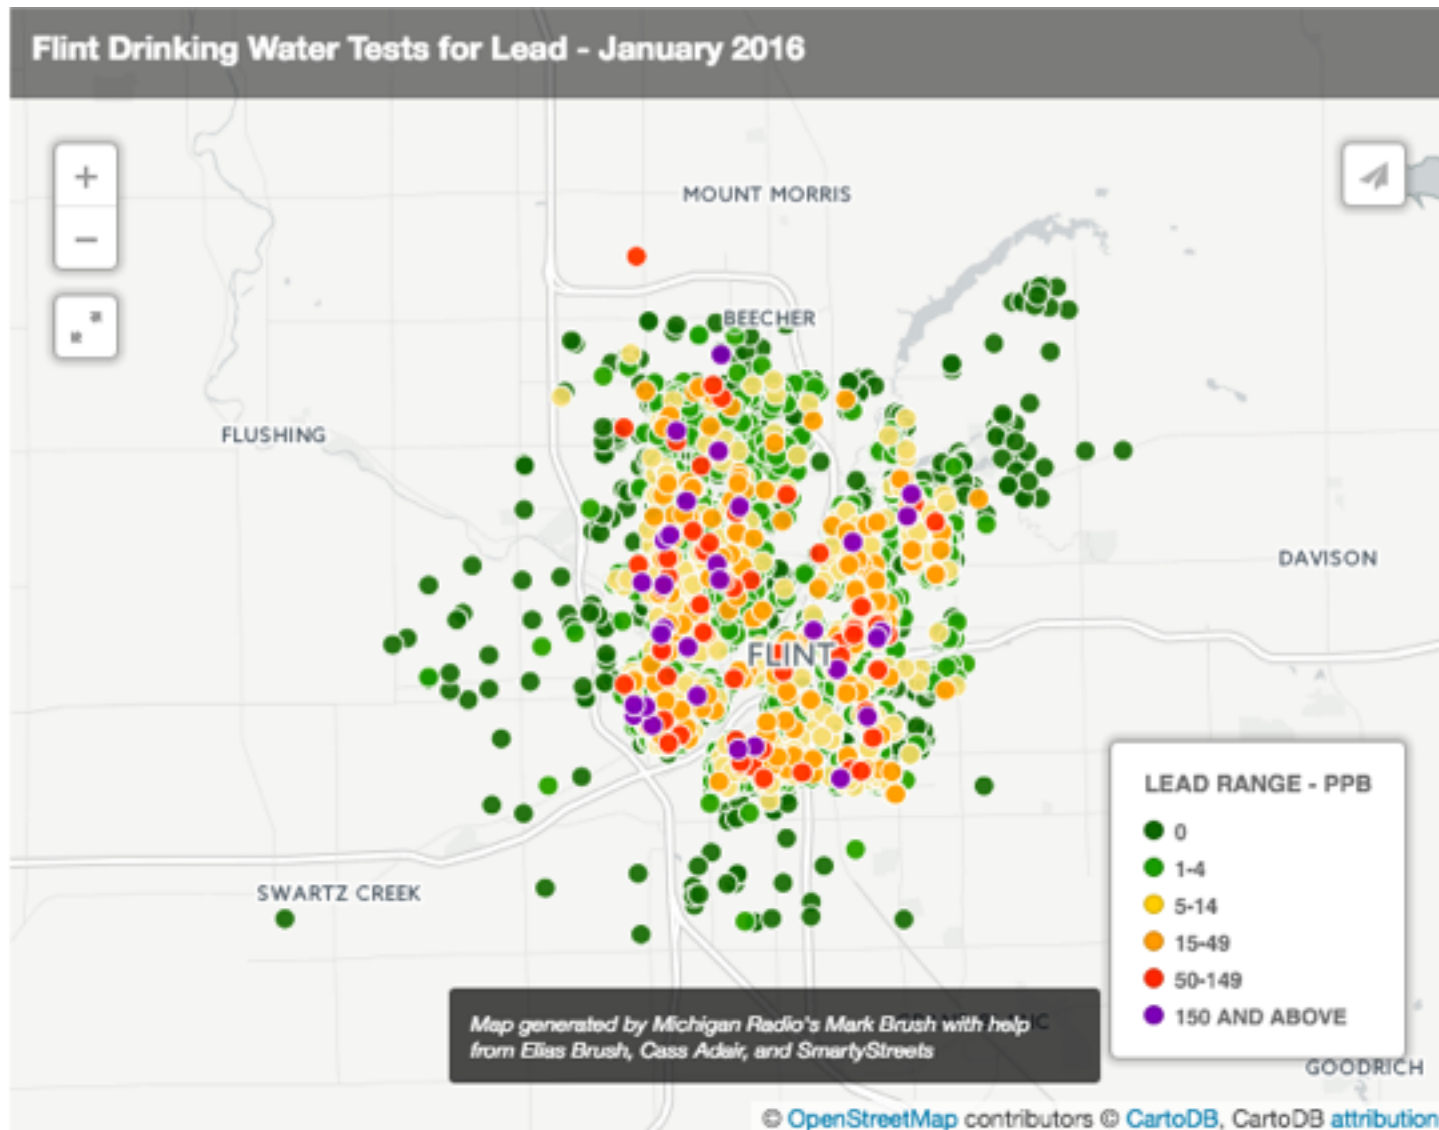 Flint Drinking Water Tests for Lead - January 2016
+
−
MOUNT MORRIS
BEECHER
FLUSHING
DAVISON
FLINT
LEAD RANGE - PPB
0
1-4
5-14
15-49
50-149
150 AND ABOVE
SWARTZ CREEK
Map generated by Michigan Radio's Mark Brush with help
from Elias Brush, Cass Adair, and SmartyStreets
GOODRICH
© OpenStreetMap contributors © CartoDB, CartoDB attribution